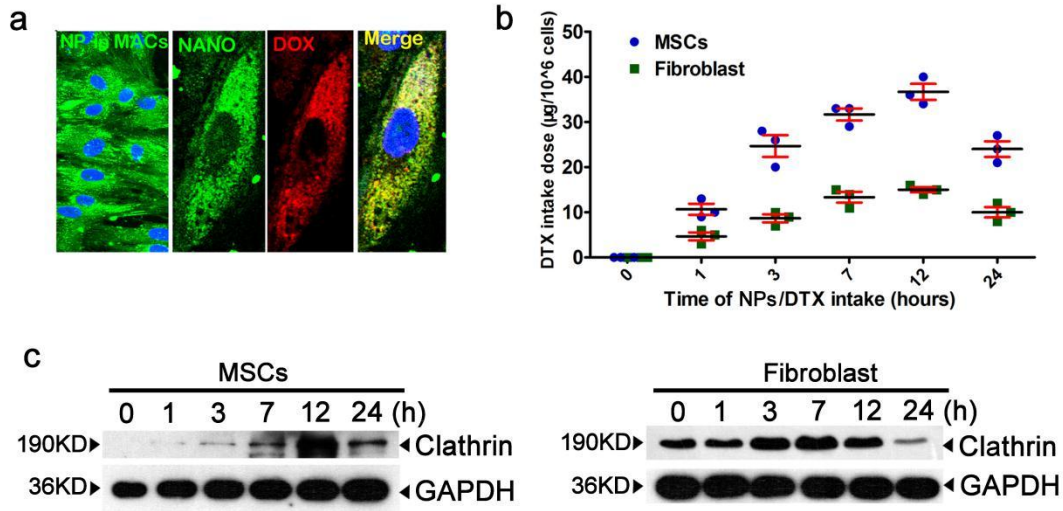 a
NP in MACs NANO DOX Merge
b
DTX intake dose (µg/10^6 cells)
50
40
30
20
10
0
MSCs
Fibroblast
0 1 3 7 12 24
Time of NPs/DTX intake (hours)
c
MSCs
0 1 3 7 12 24 (h)
190KD Clathrin
36KD GAPDH
Fibroblast
0 1 3 7 12 24 (h)
190KD Clathrin
36KD GAPDH